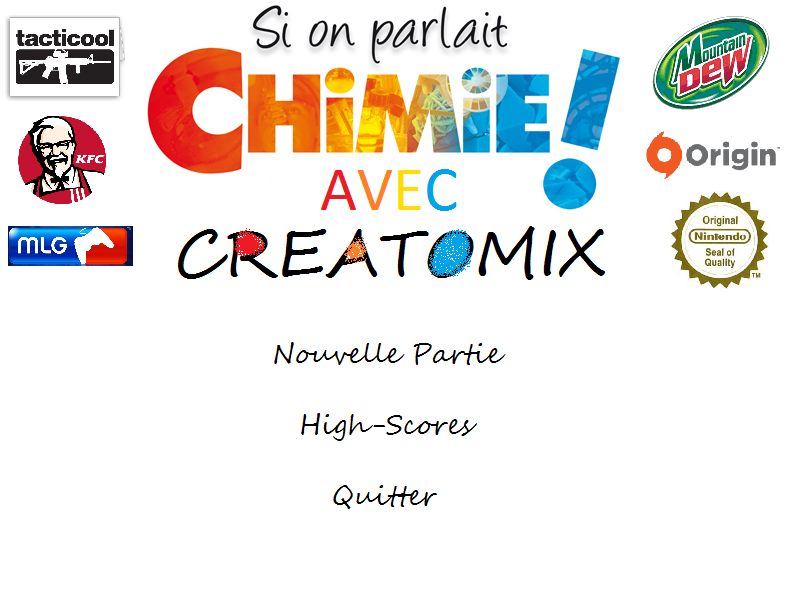 Si on parlait
CHiMiE!
AVEC
CREATOMIX
tacticool
KFC
MLG
Mountain
DEW
Origin
Original
Nintendo
Seal of
Quality
TM
Nouvelle Partie
High-Scores
Quitter